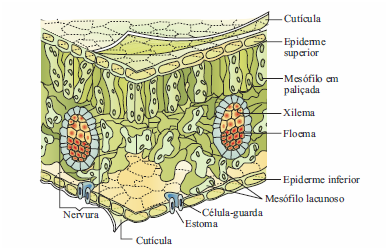 Cutícula
Epiderme
superior
Mesófilo em
paliçada
Xilema
Floema
Epiderme inferior
Mesófilo lacunoso
Célula-guarda
Estoma
Nervura
Cutícula